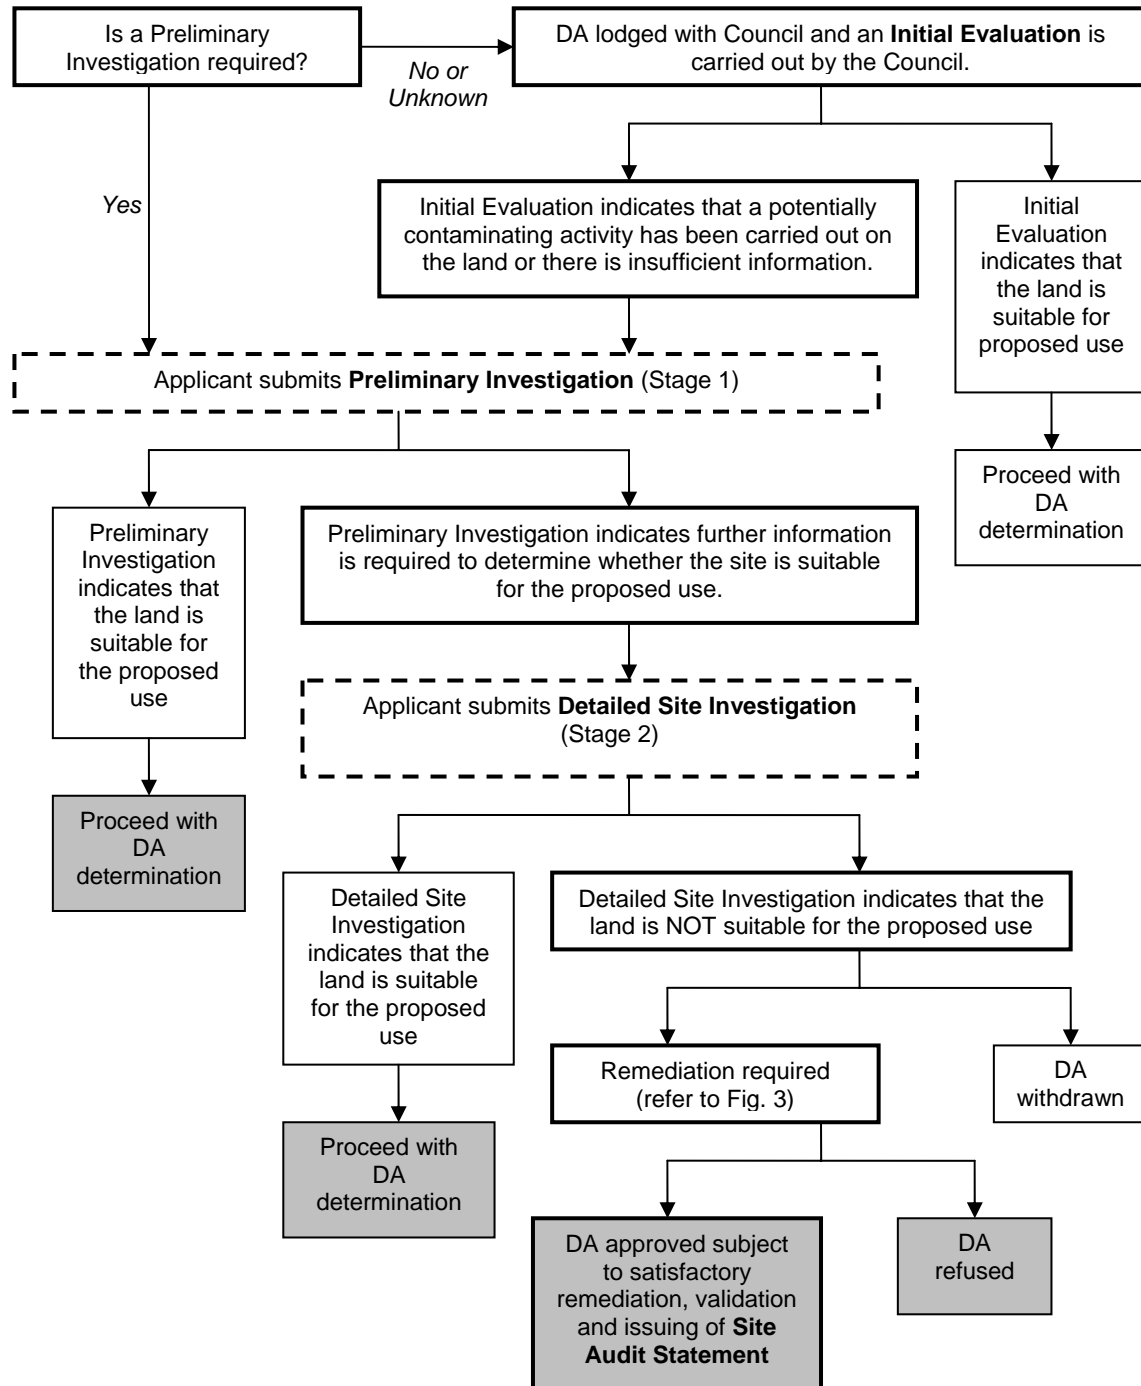 Is a Preliminary
Investigation required?
No or
Unknown
DA lodged with Council and an Initial Evaluation is
carried out by the Council.
Yes
Initial Evaluation indicates that a potentially
contaminating activity has been carried out on
the land or there is insufficient information.
Initial
Evaluation
indicates that
the land is
suitable for
proposed use
Applicant submits Preliminary Investigation (Stage 1)
Proceed with
DA
determination
Preliminary
Investigation
indicates that
the land is
suitable for
the proposed
use
Preliminary Investigation indicates further information
is required to determine whether the site is suitable
for the proposed use.
Applicant submits Detailed Site Investigation
(Stage 2)
Proceed with
DA
determination
Detailed Site
Investigation
indicates that the
land is suitable
for the proposed
use
Detailed Site Investigation indicates that the
land is NOT suitable for the proposed use
Remediation required
(refer to Fig. 3)
DA
withdrawn
Proceed with
DA
determination
DA approved subject
to satisfactory
remediation, validation
and issuing of Site
Audit Statement
DA
refused